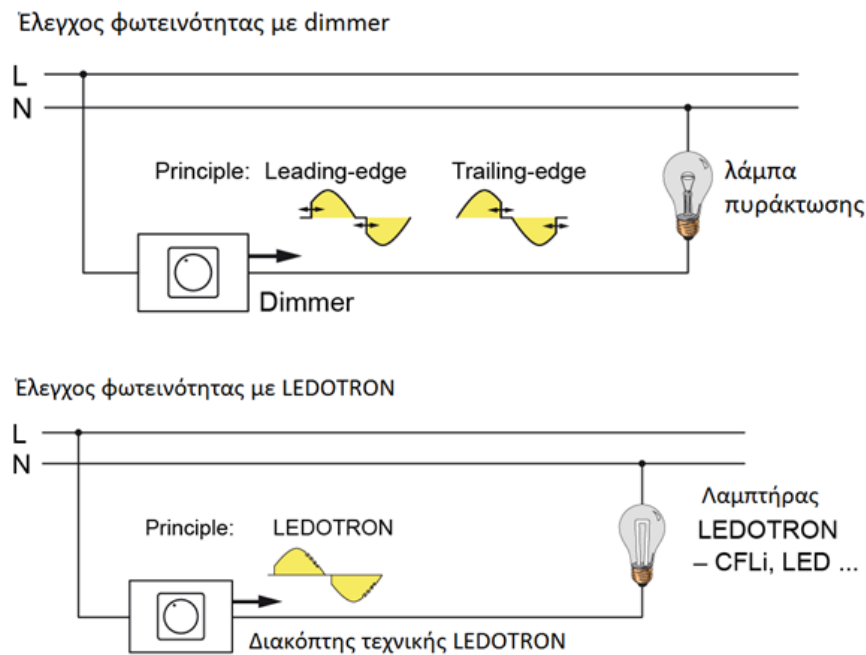 Έλεγχος φωτεινότητας με dimmer
L
N
Principle: Leading-edge Trailing-edge
λάμπα
πυράκτωσης
Dimmer
Έλεγχος φωτεινότητας με LEDOTRON
L
N
Λαμπτήρας
LEDOTRON
– CFLi, LED ...
Principle: LEDOTRON
Διακόπτης τεχνικής LEDOTRON